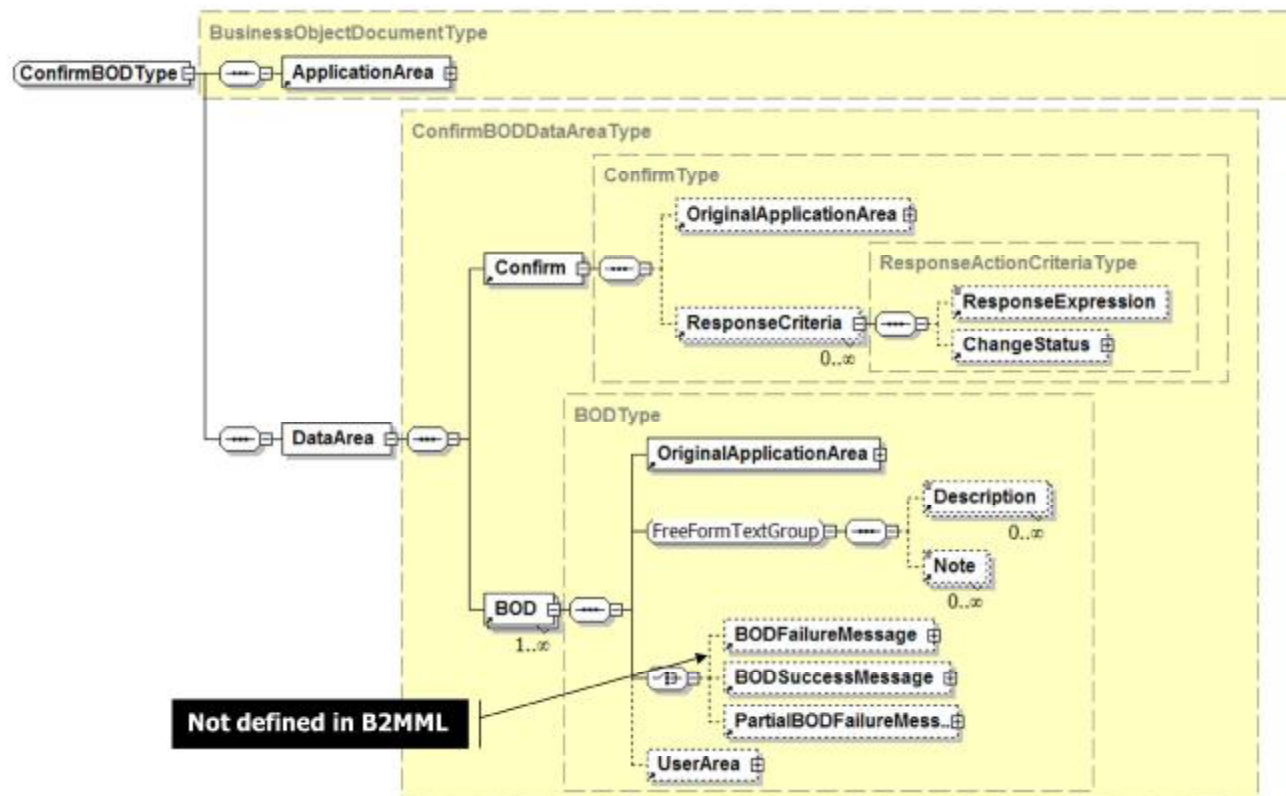 BusinessObjectDocumentType
ConfirmBODType
ApplicationArea
ConfirmBODDataAreaType
ConfirmType
OriginalApplicationArea
Confirm
ResponseActionCriteriaType
ResponseExpression
ResponseCriteria
0..∞
ChangeStatus
BODType
DataArea
OriginalApplicationArea
Description
0..∞
FreeFormTextGroup
Note
0..∞
BOD
1..∞
BODFailureMessage
BODSuccessMessage
PartialBODFailureMess..
Not defined in B2MML
UserArea